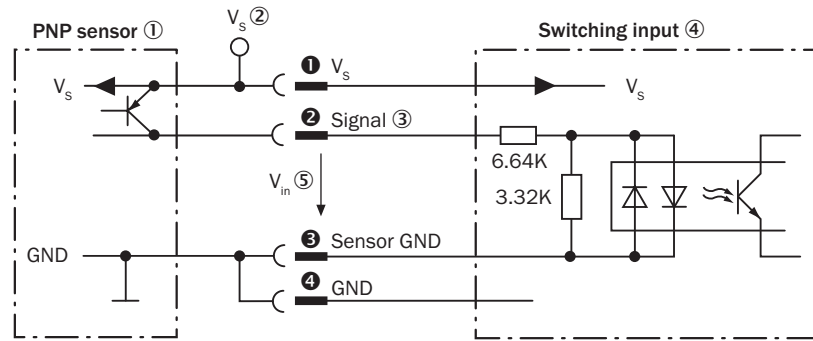 PNP sensor ①
Vs ②
Switching input ④
Vs
❶ Vs
Vs
❷ Signal ③
6.64K
3.32K
Vin ⑤
GND
❸ Sensor GND
❹ GND